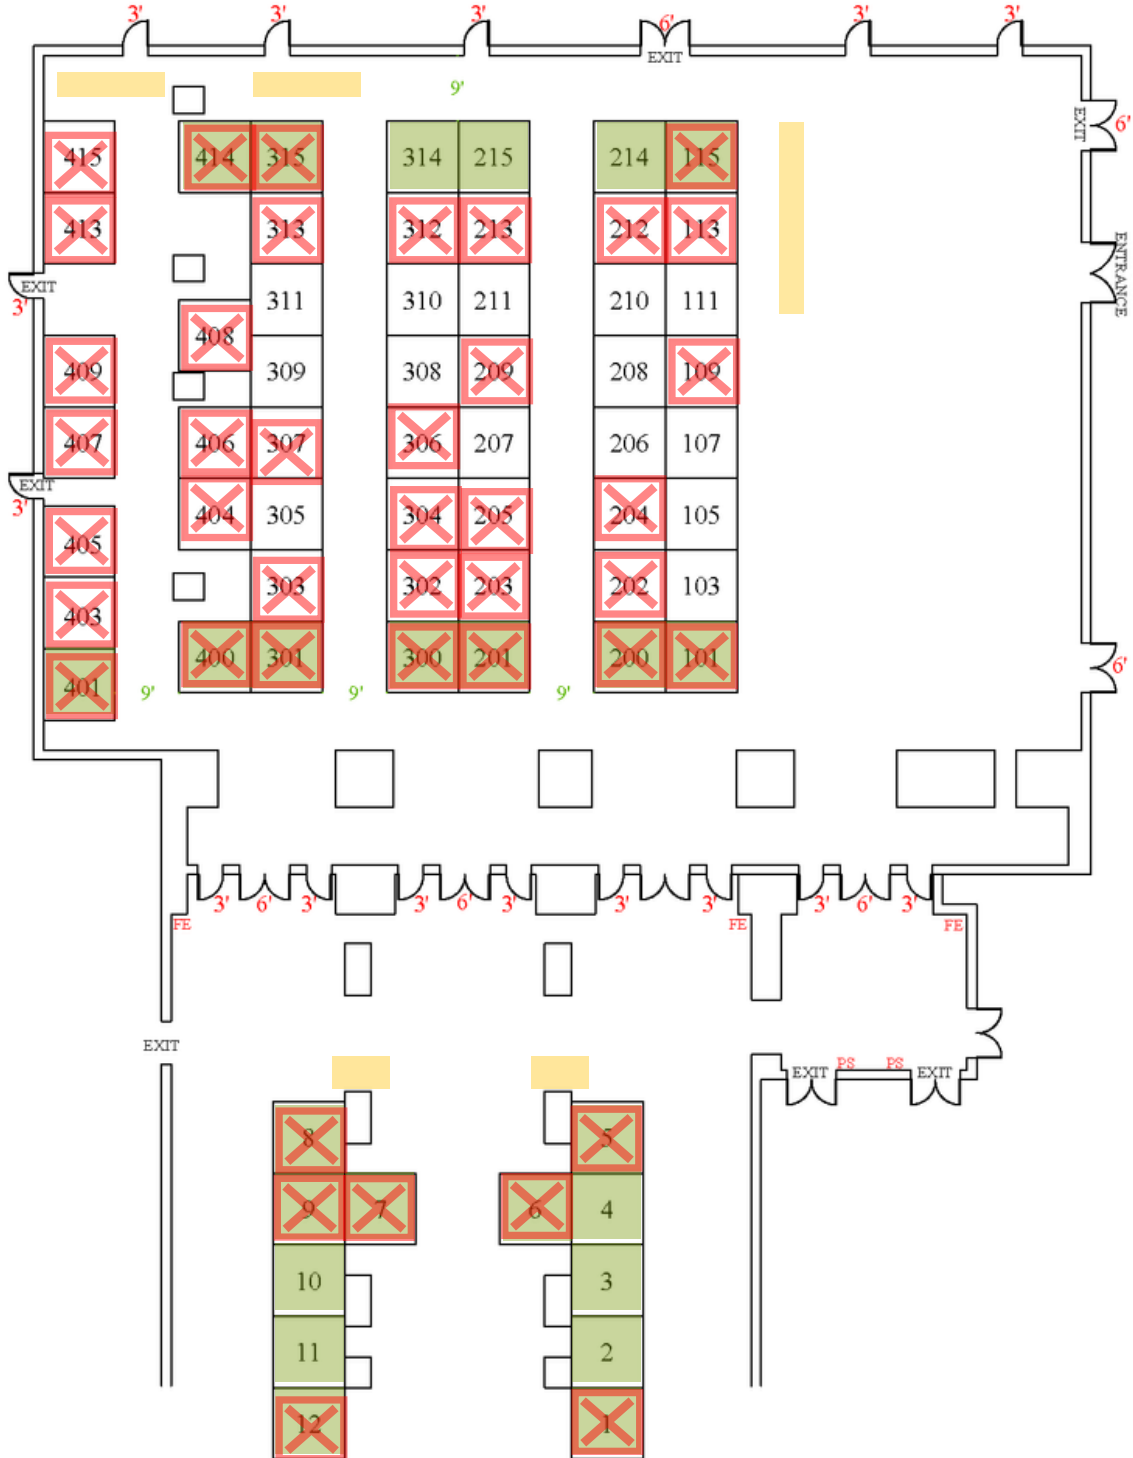 3' 3' 3' 6' 3' 3'
EXIT
9'
EXIT 6'
415 414 315 314 215 214 115
413 313 312 213 212 113
ENTRANCE
EXIT
3'
311 310 211 210 111
408
409 309 308 209 208 109
407 406 307 306 207 206 107
EXIT
3'
404 305 304 205 204 105
405
303 302 203 202 103
403
400 301 300 201 200 101
401
6'
9' 9' 9'
3' 6' 3' 3' 6' 3' 3' 3' 3' 6' 3'
FE FE FE
EXIT
PS PS
EXIT EXIT
8 5
9 7 6 4
10 3
11 2
12 1